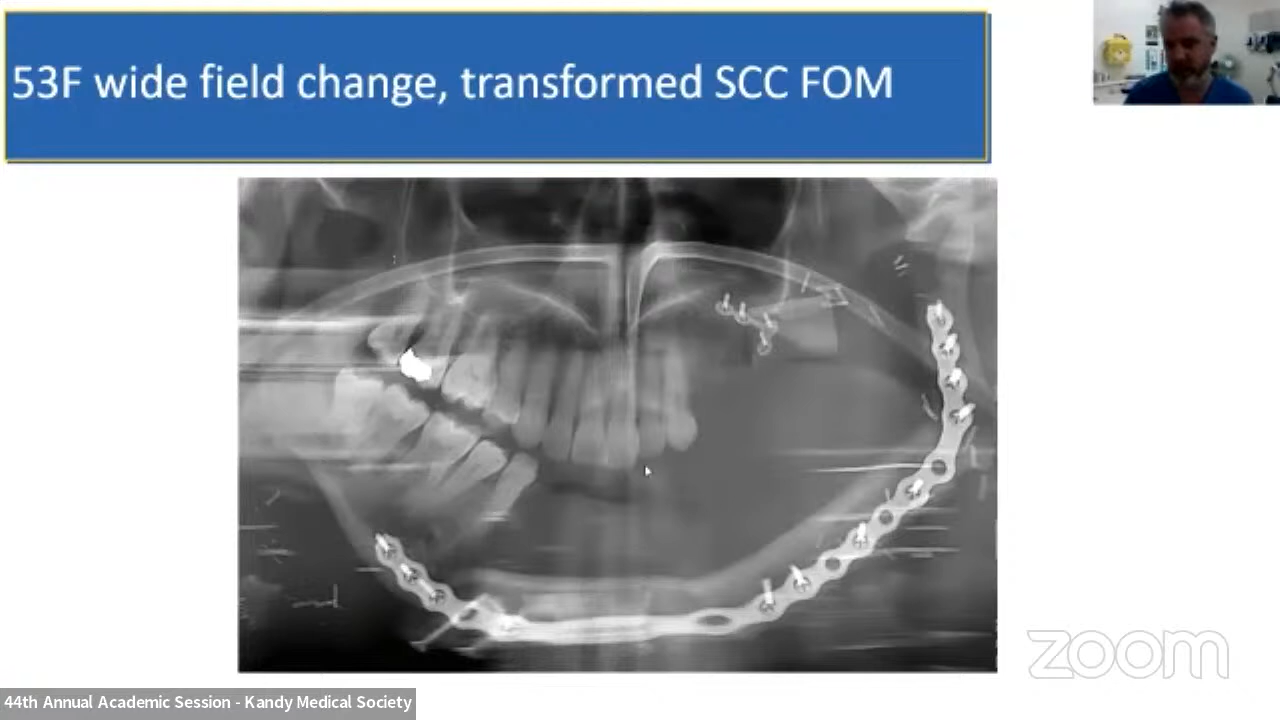 53F wide field change, transformed SCC FOM
zoom
44th Annual Academic Session - Kandy Medical Society